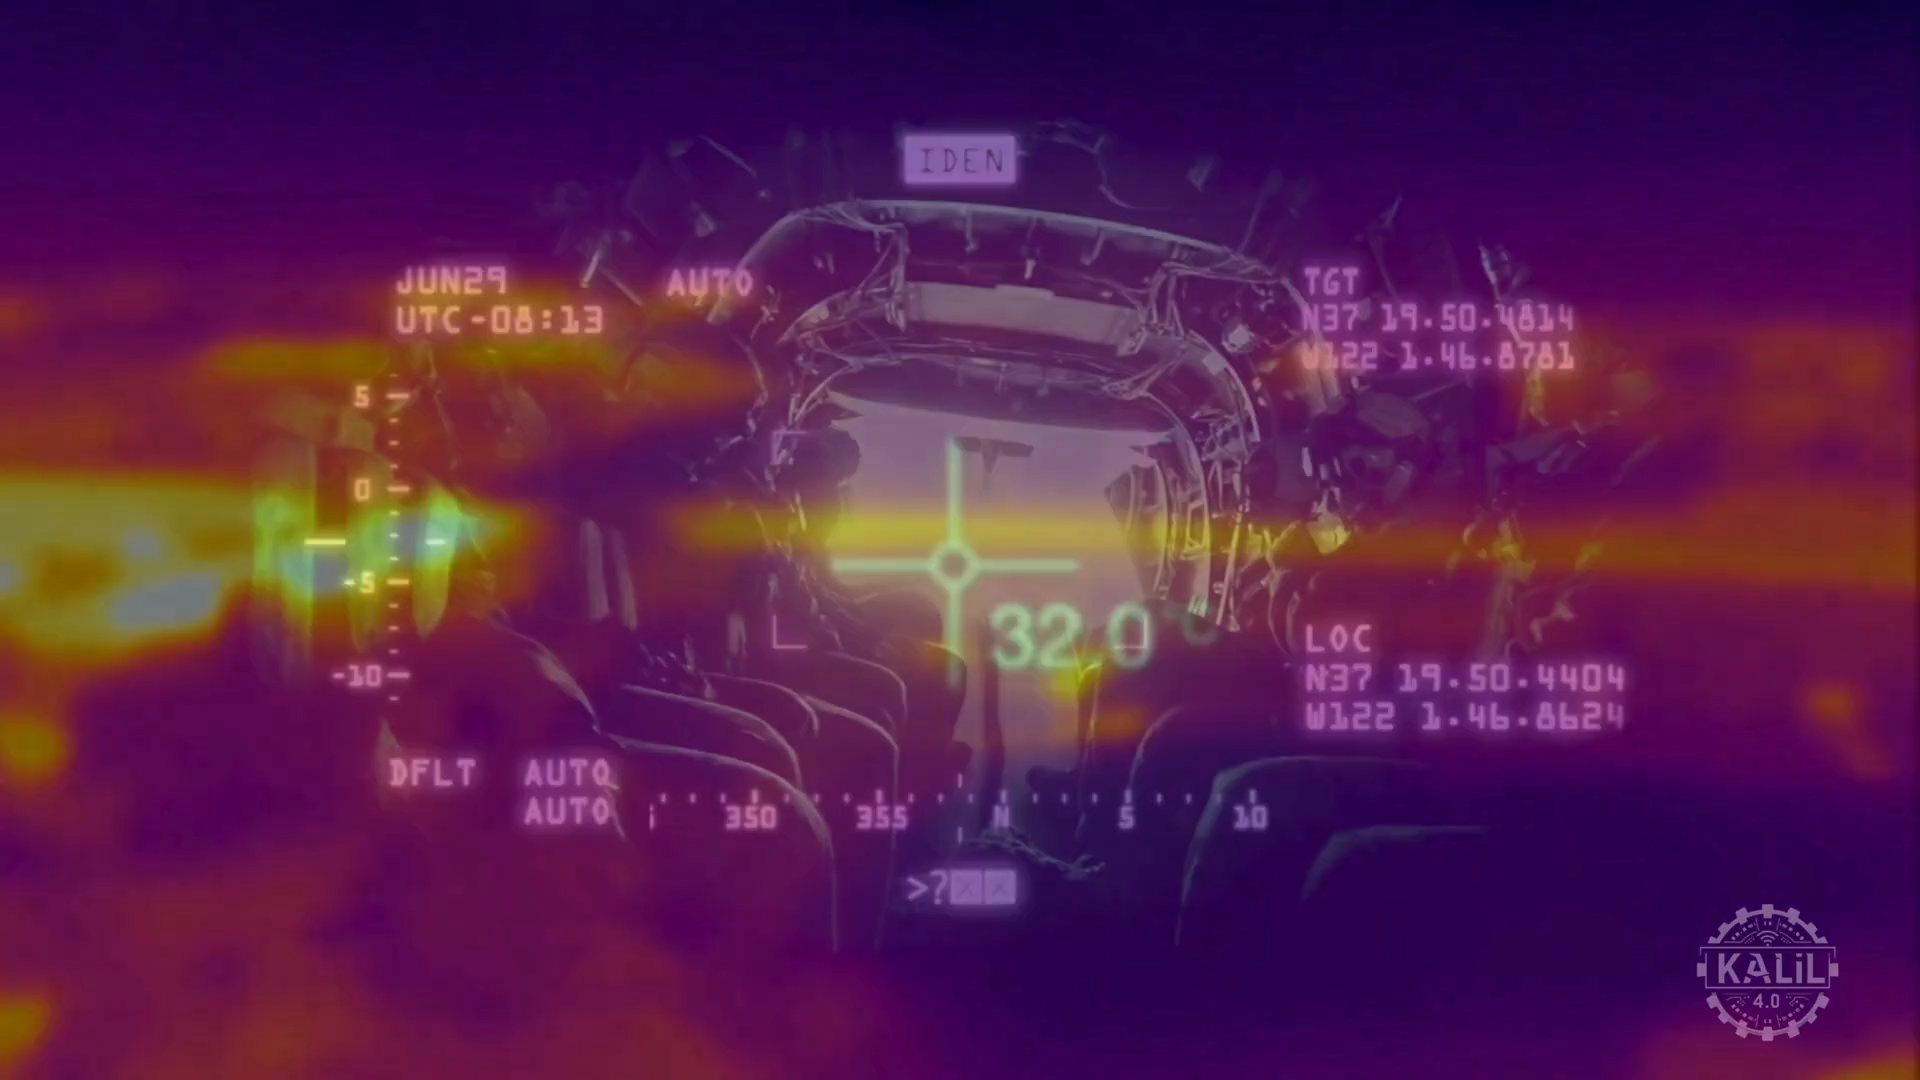 IDEN
JUN29 AUTO
UTC-08:13
TGT
N37 19.50.4814
W122 1.46.8781
5
0
-5
-10
32.0°C
LOC
N37 19.50.4404
W122 1.46.8624
DFLT AUTO
AUTO
350 355 N 5 10
>?
KALiL
4.0